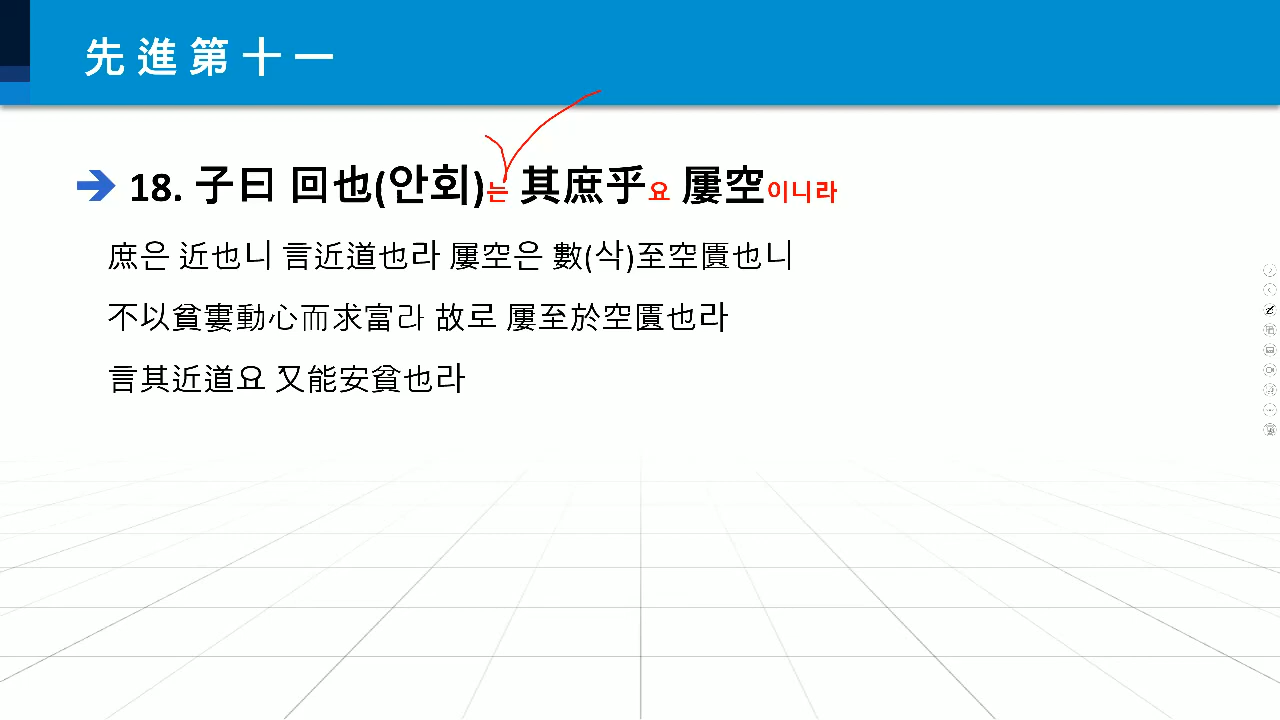 先進第十一
18. 子曰 回也(안회)는 其庶乎요 屢空이니라
庶은 近也니 言近道也라 屢空은 數(삭)至空匱也니
不以貧窶動心而求富라 故로 屢至於空匱也라
言其近道요 又能安貧也라